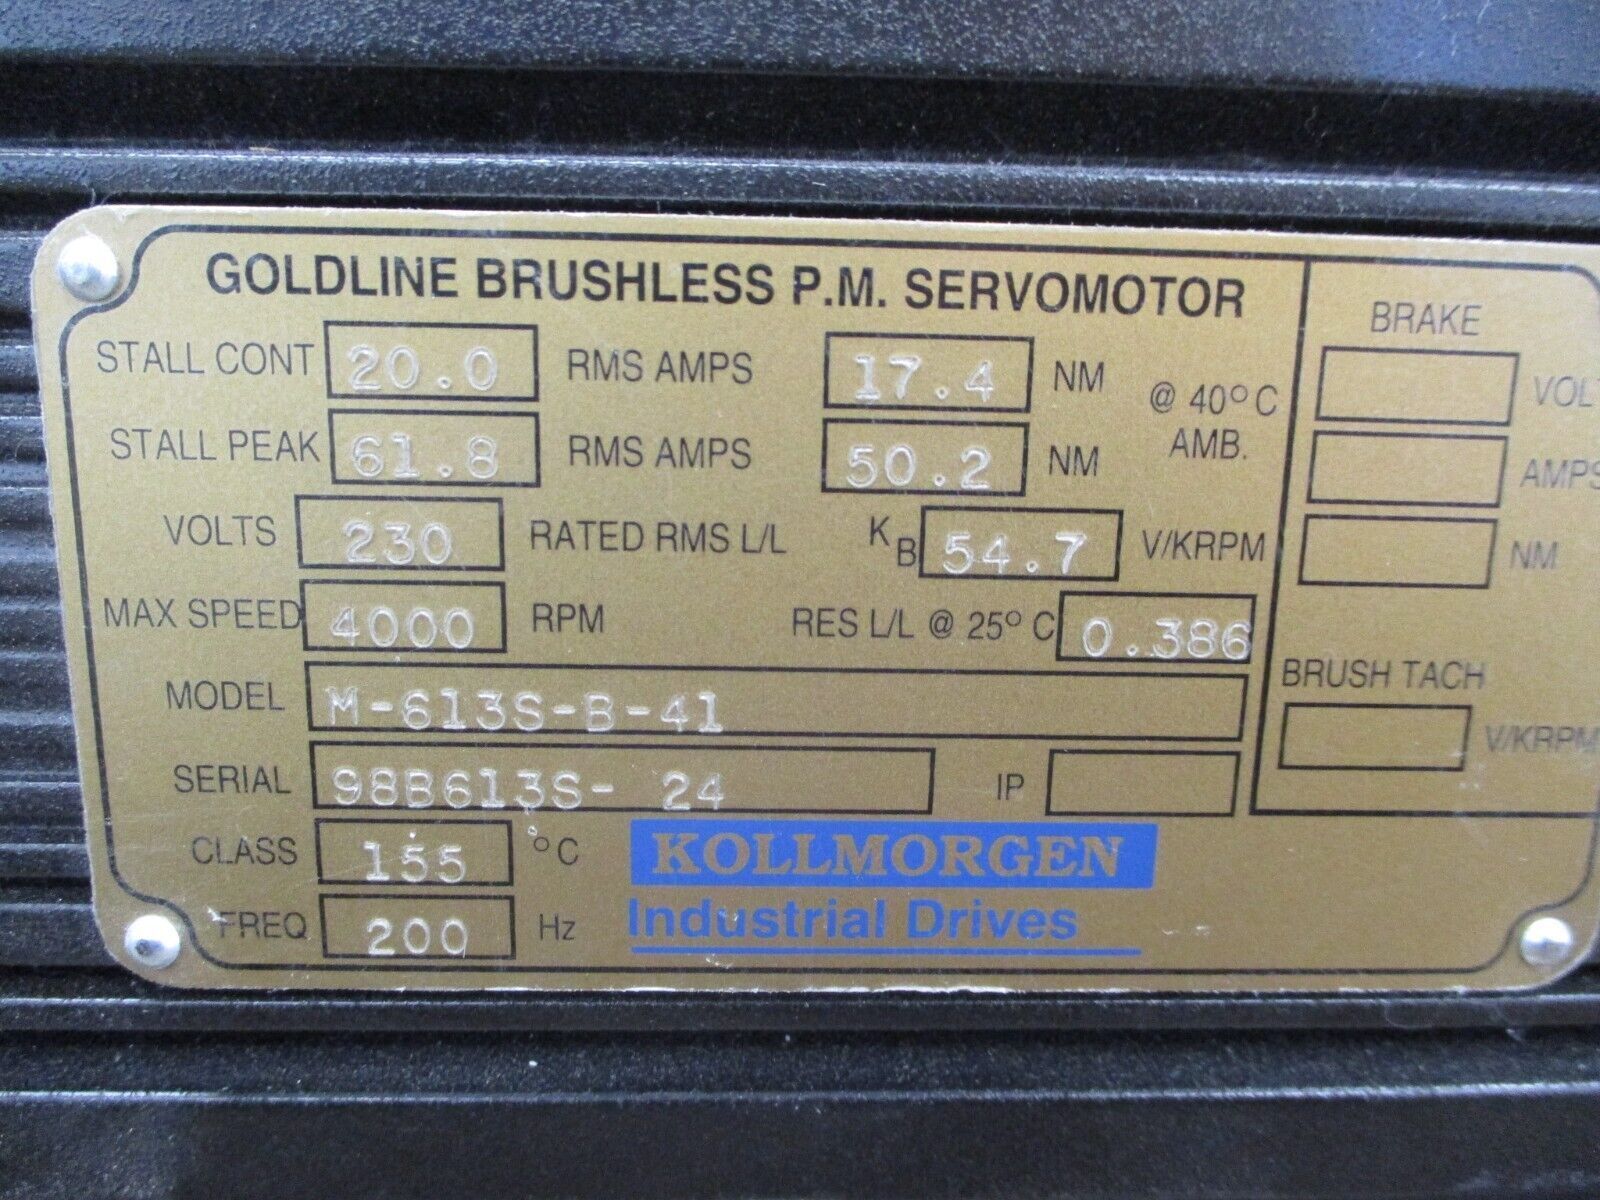 GOLDLINE BRUSHLESS P.M. SERVOMOTOR
STALL CONT 20.0 RMS AMPS 17.4 NM @ 40°C AMB.
STALL PEAK 61.8 RMS AMPS 50.2 NM
VOLTS 230 RATED RMS L/L KB 54.7 V/KRPM
MAX SPEED 4000 RPM RES L/L @ 25°C 0.386
MODEL M-613S-B-41
SERIAL 98B613S- 24 IP
CLASS 155 °C
FREQ 200 Hz
KOLLMORGEN
Industrial Drives
BRAKE
VOLT
AMPS
NM
BRUSH TACH
V/KRPM